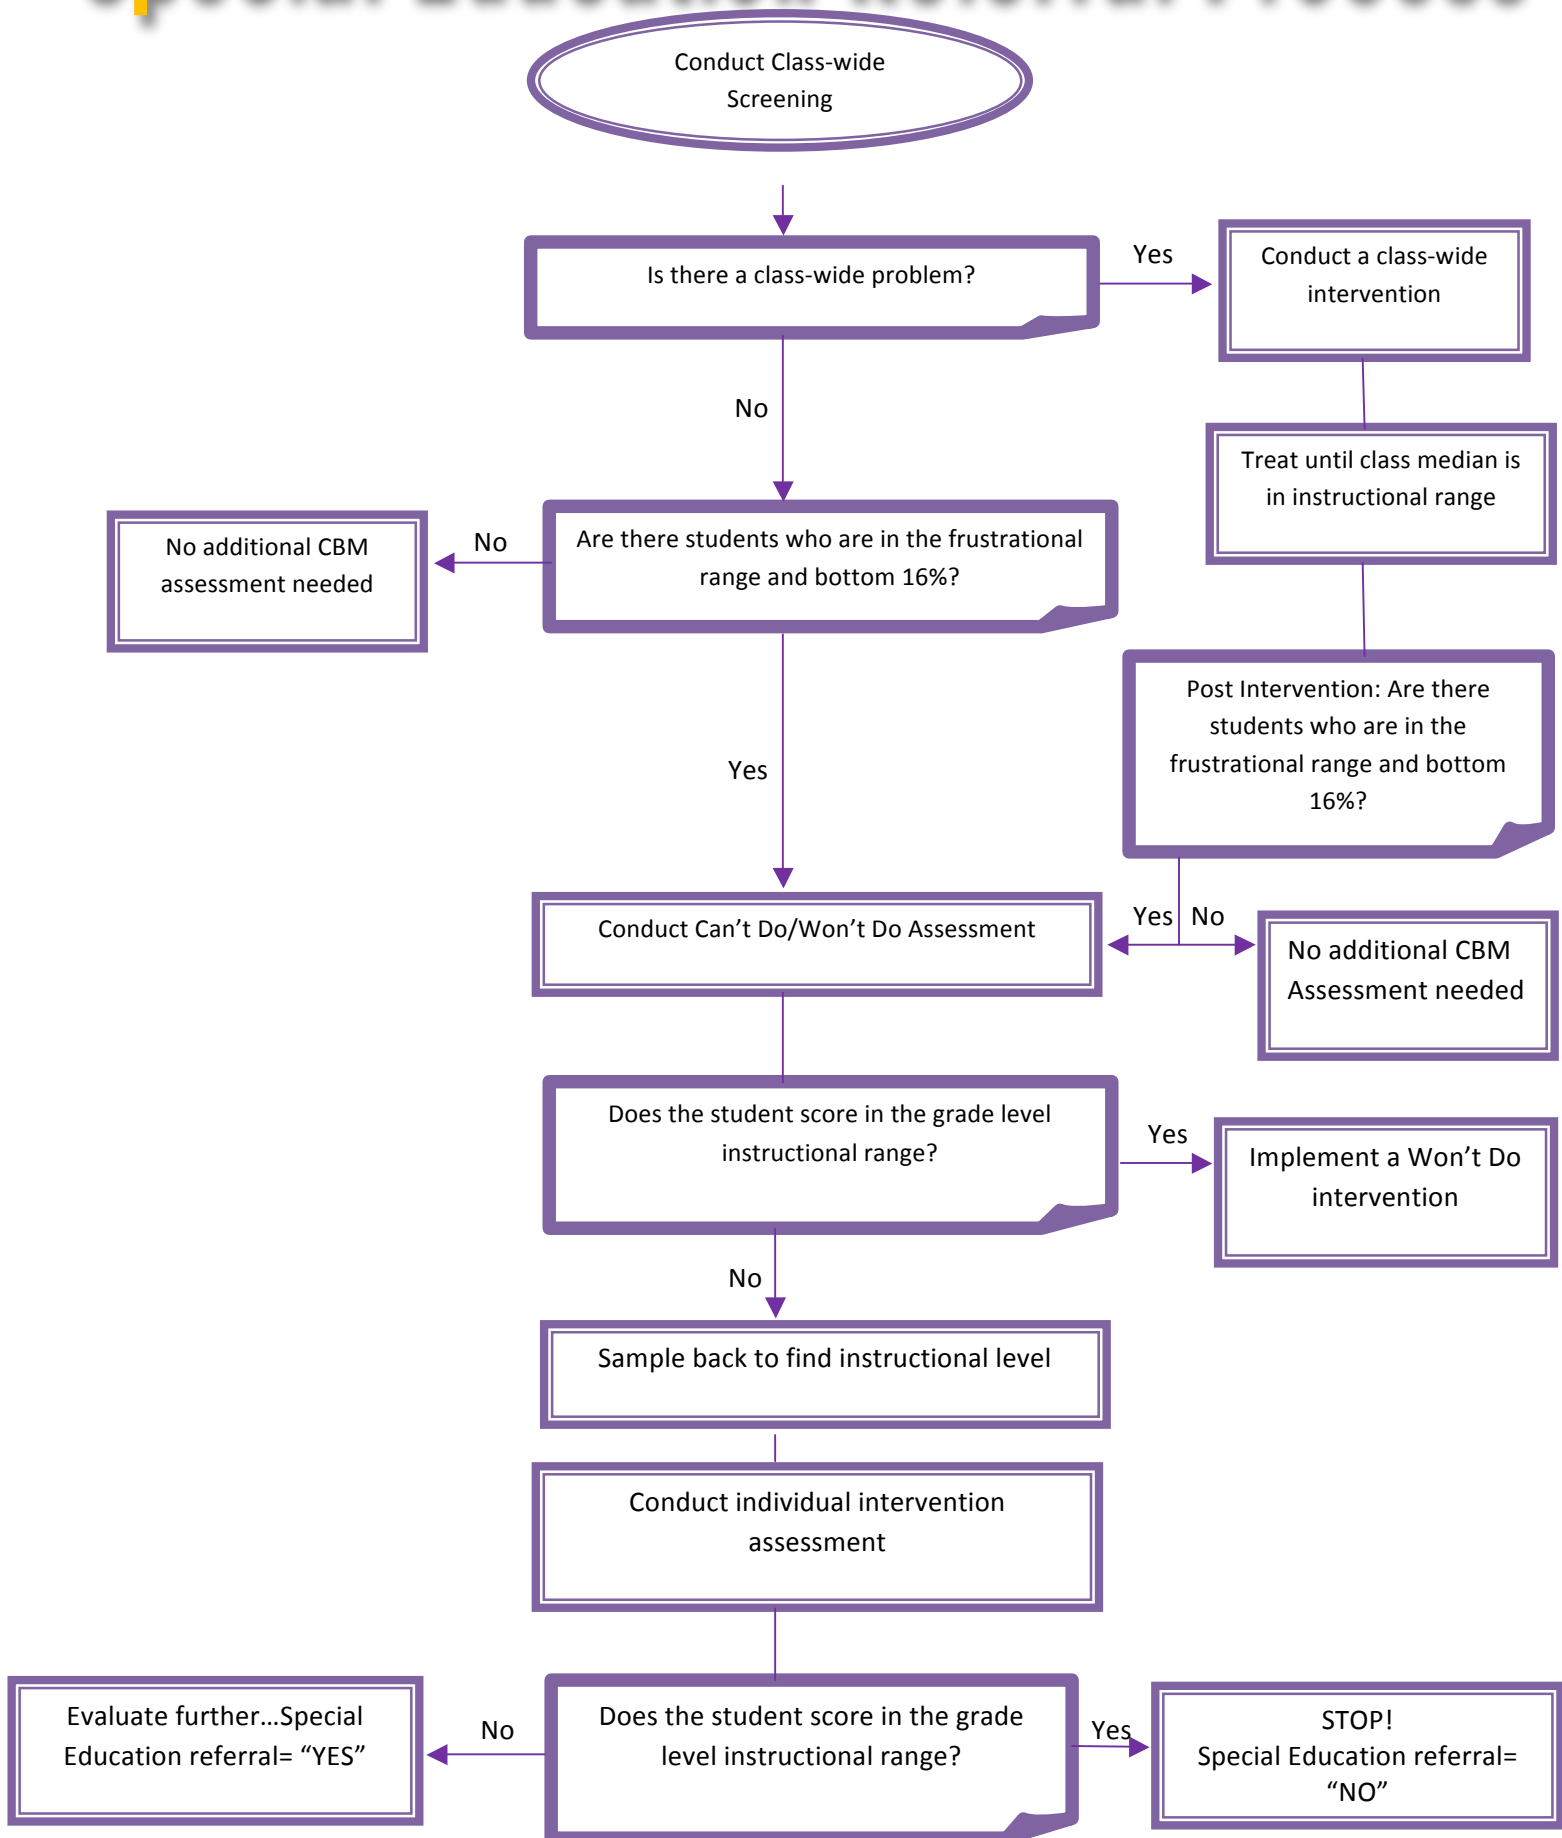 Special Education Referral Process
Conduct Class-wide
Screening
Is there a class-wide problem?
Yes
Conduct a class-wide
intervention
No
Treat until class median is
in instructional range
No additional CBM
assessment needed
No
Are there students who are in the frustrational
range and bottom 16%?
Post Intervention: Are there
students who are in the
frustrational range and bottom
16%?
Yes
Conduct Can’t Do/Won’t Do Assessment
Yes
No
No additional CBM
Assessment needed
Does the student score in the grade level
instructional range?
Yes
Implement a Won’t Do
intervention
No
Sample back to find instructional level
Conduct individual intervention
assessment
Evaluate further...Special
Education referral= “YES”
No
Does the student score in the grade
level instructional range?
Yes
STOP!
Special Education referral=
“NO”